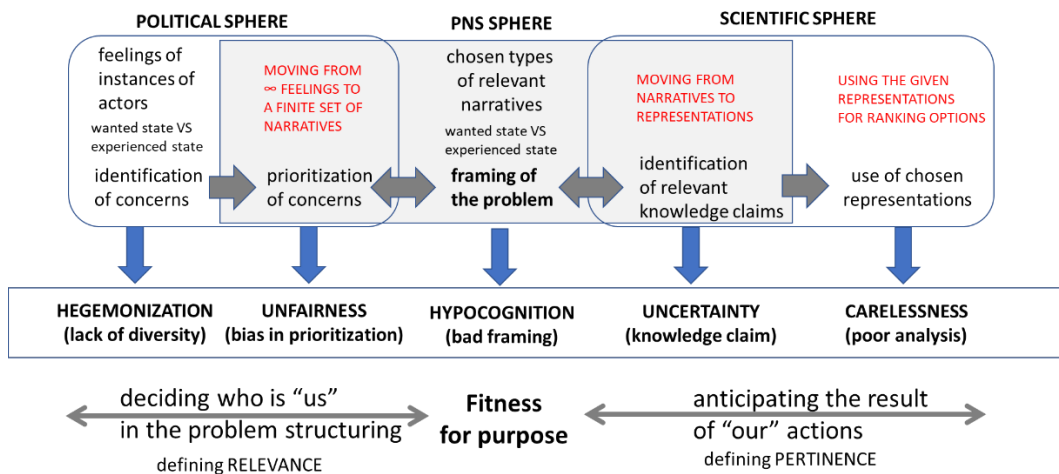 POLITICAL SPHERE
PNS SPHERE
SCIENTIFIC SPHERE
feelings of
instances of
actors
wanted state VS
experienced state
identification
of concerns
MOVING FROM
∞ FEELINGS TO
A FINITE SET OF
NARRATIVES
prioritization
of concerns
chosen types
of relevant
narratives
wanted state VS
experienced state
framing of
the problem
MOVING FROM
NARRATIVES TO
REPRESENTATIONS
identification
of relevant
knowledge claims
USING THE GIVEN
REPRESENTATIONS
FOR RANKING OPTIONS
use of chosen
representations
HEGEMONIZATION
(lack of diversity)
UNFAIRNESS
(bias in prioritization)
HYPOCOGNITION
(bad framing)
UNCERTAINTY
(knowledge claim)
CARELESSNESS
(poor analysis)
deciding who is “us”
in the problem structuring
defining RELEVANCE
Fitness
for purpose
anticipating the result
of “our” actions
defining PERTINENCE